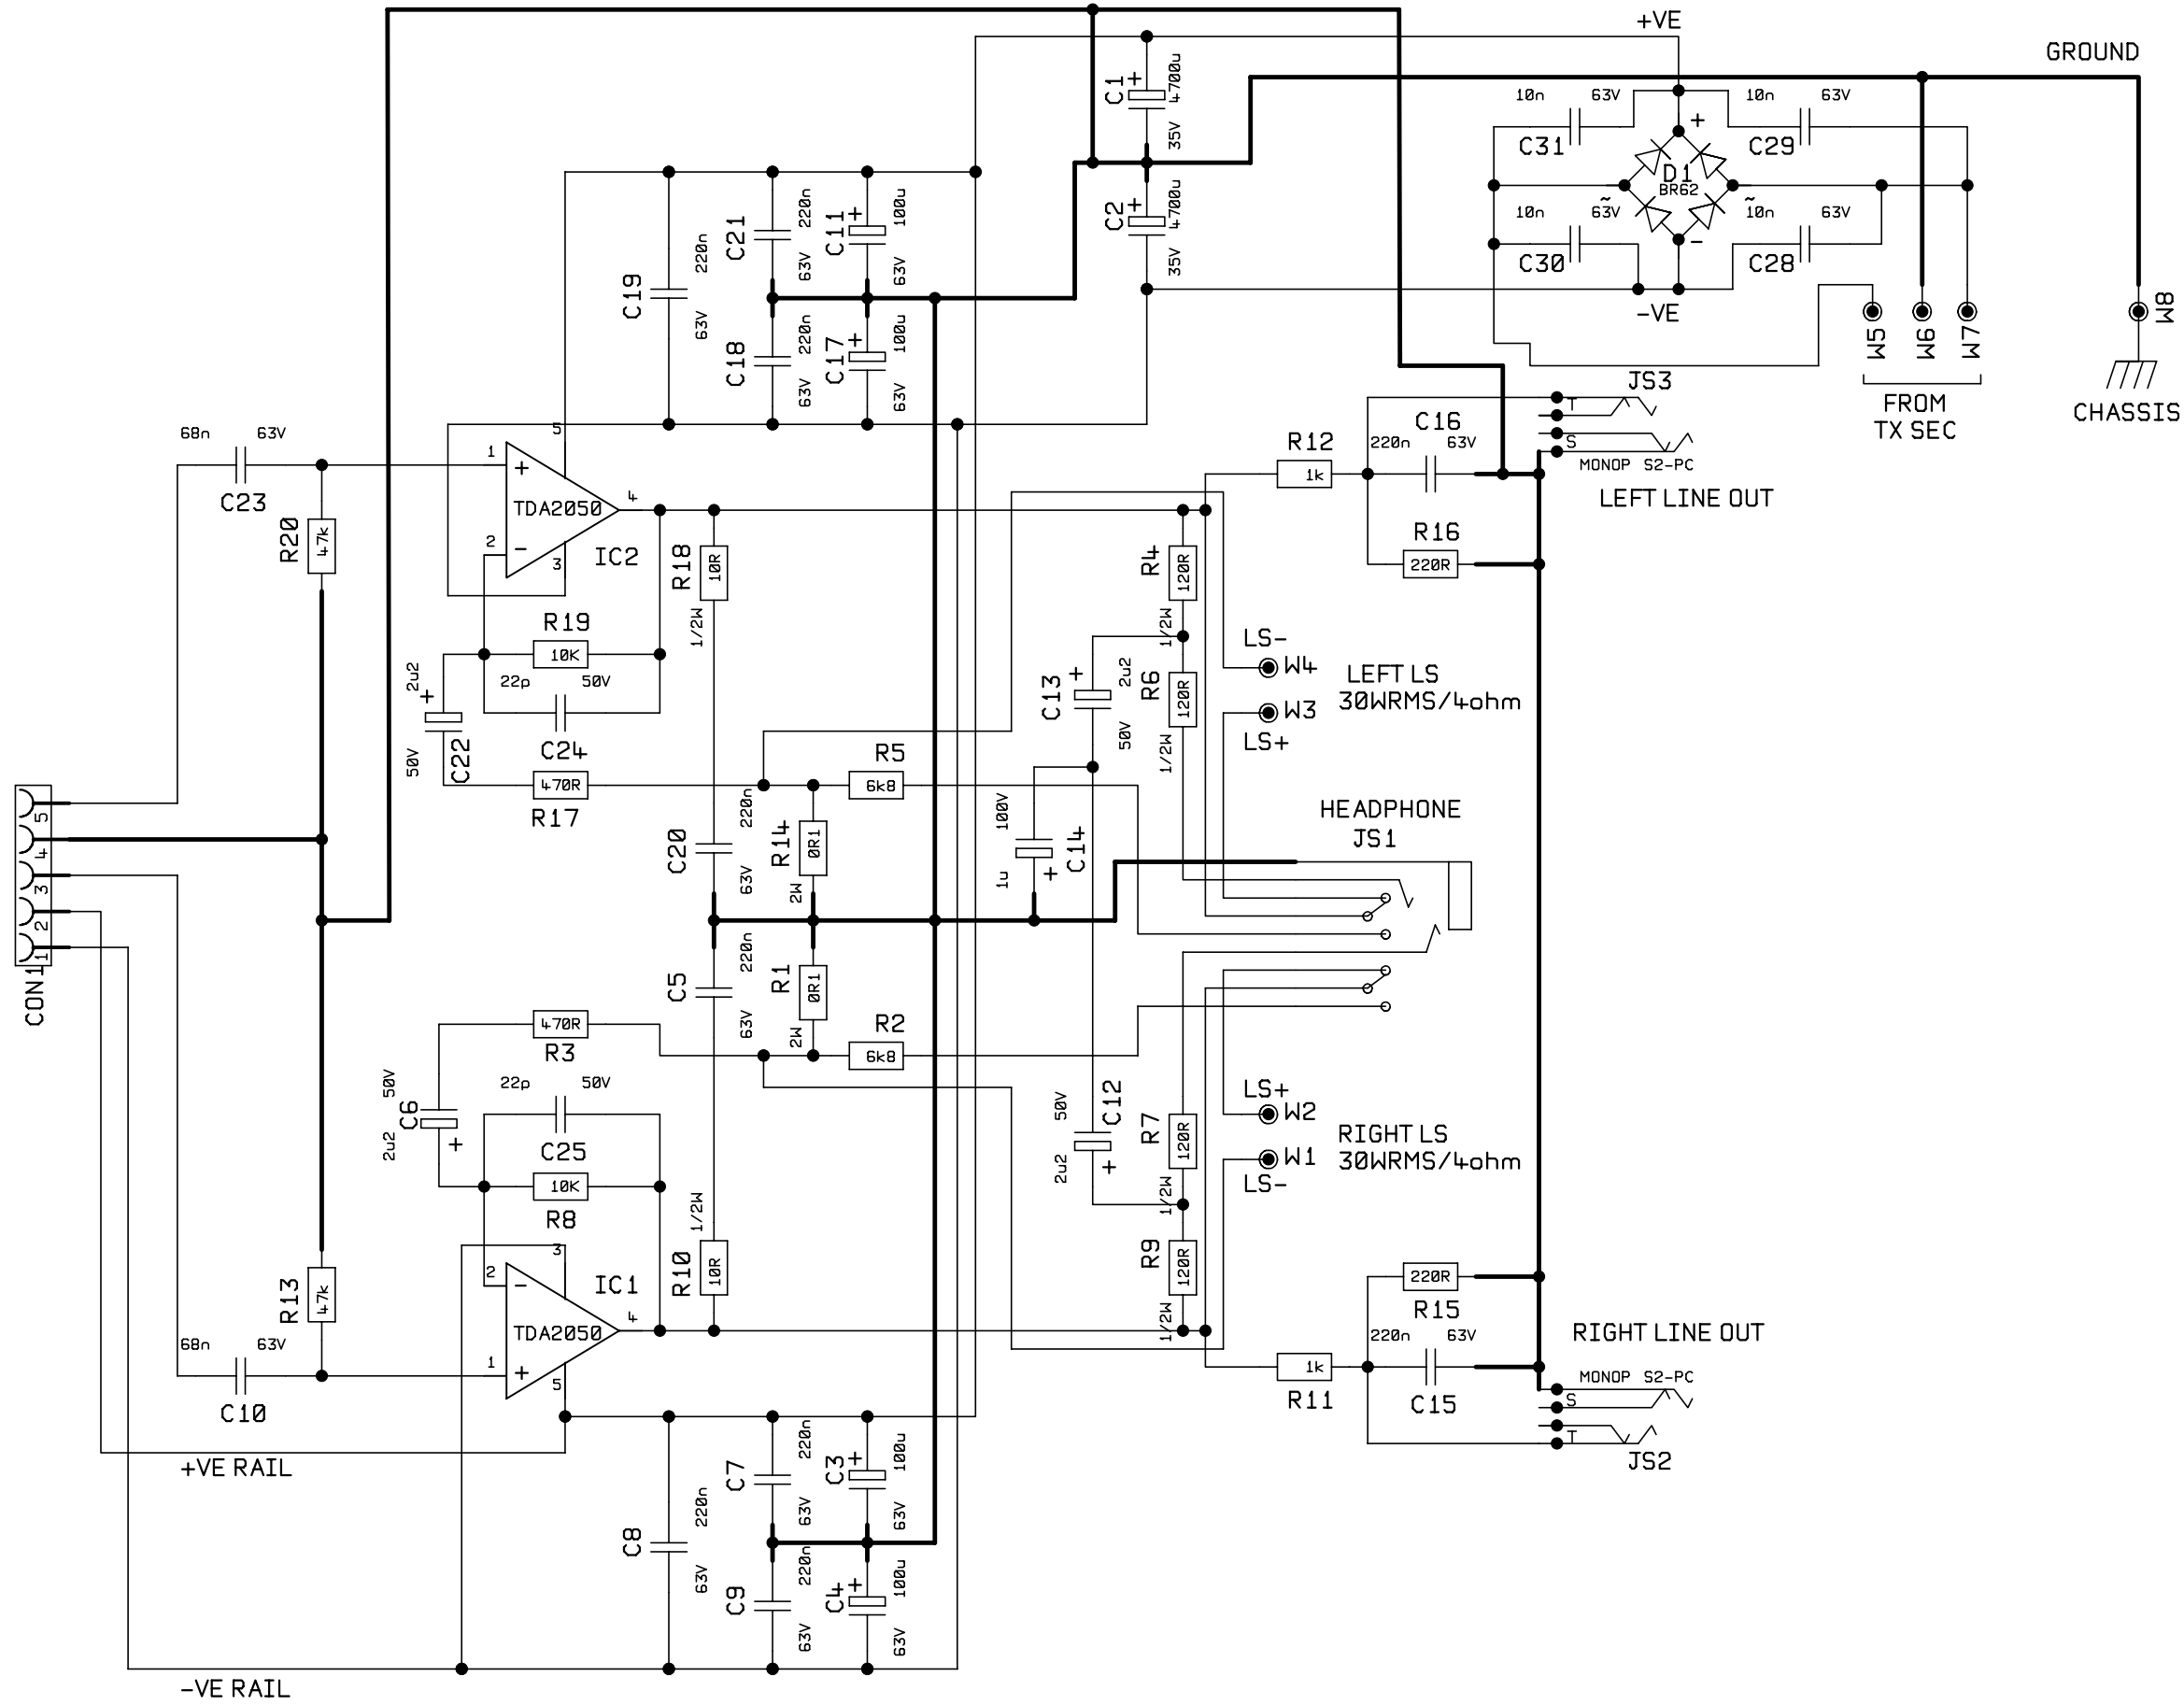 +VE
GROUND
C1
+
4700u
35V
10n
63V
C31
10n
63V
C29
+
D1
BR62
~
~
10n
63V
C30
10n
63V
C28
-
-VE
C2
+
4700u
35V
C19
220n
63V
C21
220n
63V
C11
+
100u
63V
C18
220n
63V
C17
+
100u
63V
W5
W6
W7
W8
FROM
TX SEC
CHASSIS
JS3
T
S
MONOP S2-PC
LEFT LINE OUT
C16
220n
63V
R12
1k
R16
220R
68n
63V
C23
R20
47k
1
+
5
TDA2050
4
2
-
3
IC2
R18
10R
1/2W
R19
10K
22p
50V
C24
2u2
+
50V
C22
470R
R17
R4
120R
1/2W
R6
120R
1/2W
C13
+
2u2
50V
LS-
W4
LEFT LS
30WRMS/4ohm
W3
LS+
R5
6k8
C20
220n
63V
R14
0R1
2W
100V
1u
+
C14
HEADPHONE
JS1
5
4
3
2
1
CON1
C5
220n
63V
R1
0R1
2W
R2
6k8
470R
R3
50V
C6
2u2
+
22p
50V
C25
10K
R8
1/2W
R10
10R
50V
C12
2u2
+
R7
120R
1/2W
R9
120R
1/2W
LS+
W2
RIGHT LS
30WRMS/4ohm
W1
LS-
R13
47k
68n
63V
C10
3
2
-
IC1
TDA2050
4
1
+
5
220R
R15
220n
63V
C15
1k
R11
RIGHT LINE OUT
MONOP S2-PC
S
T
JS2
+VE RAIL
C8
220n
63V
C7
220n
63V
C3
+
100u
63V
C9
220n
63V
C4
+
100u
63V
-VE RAIL